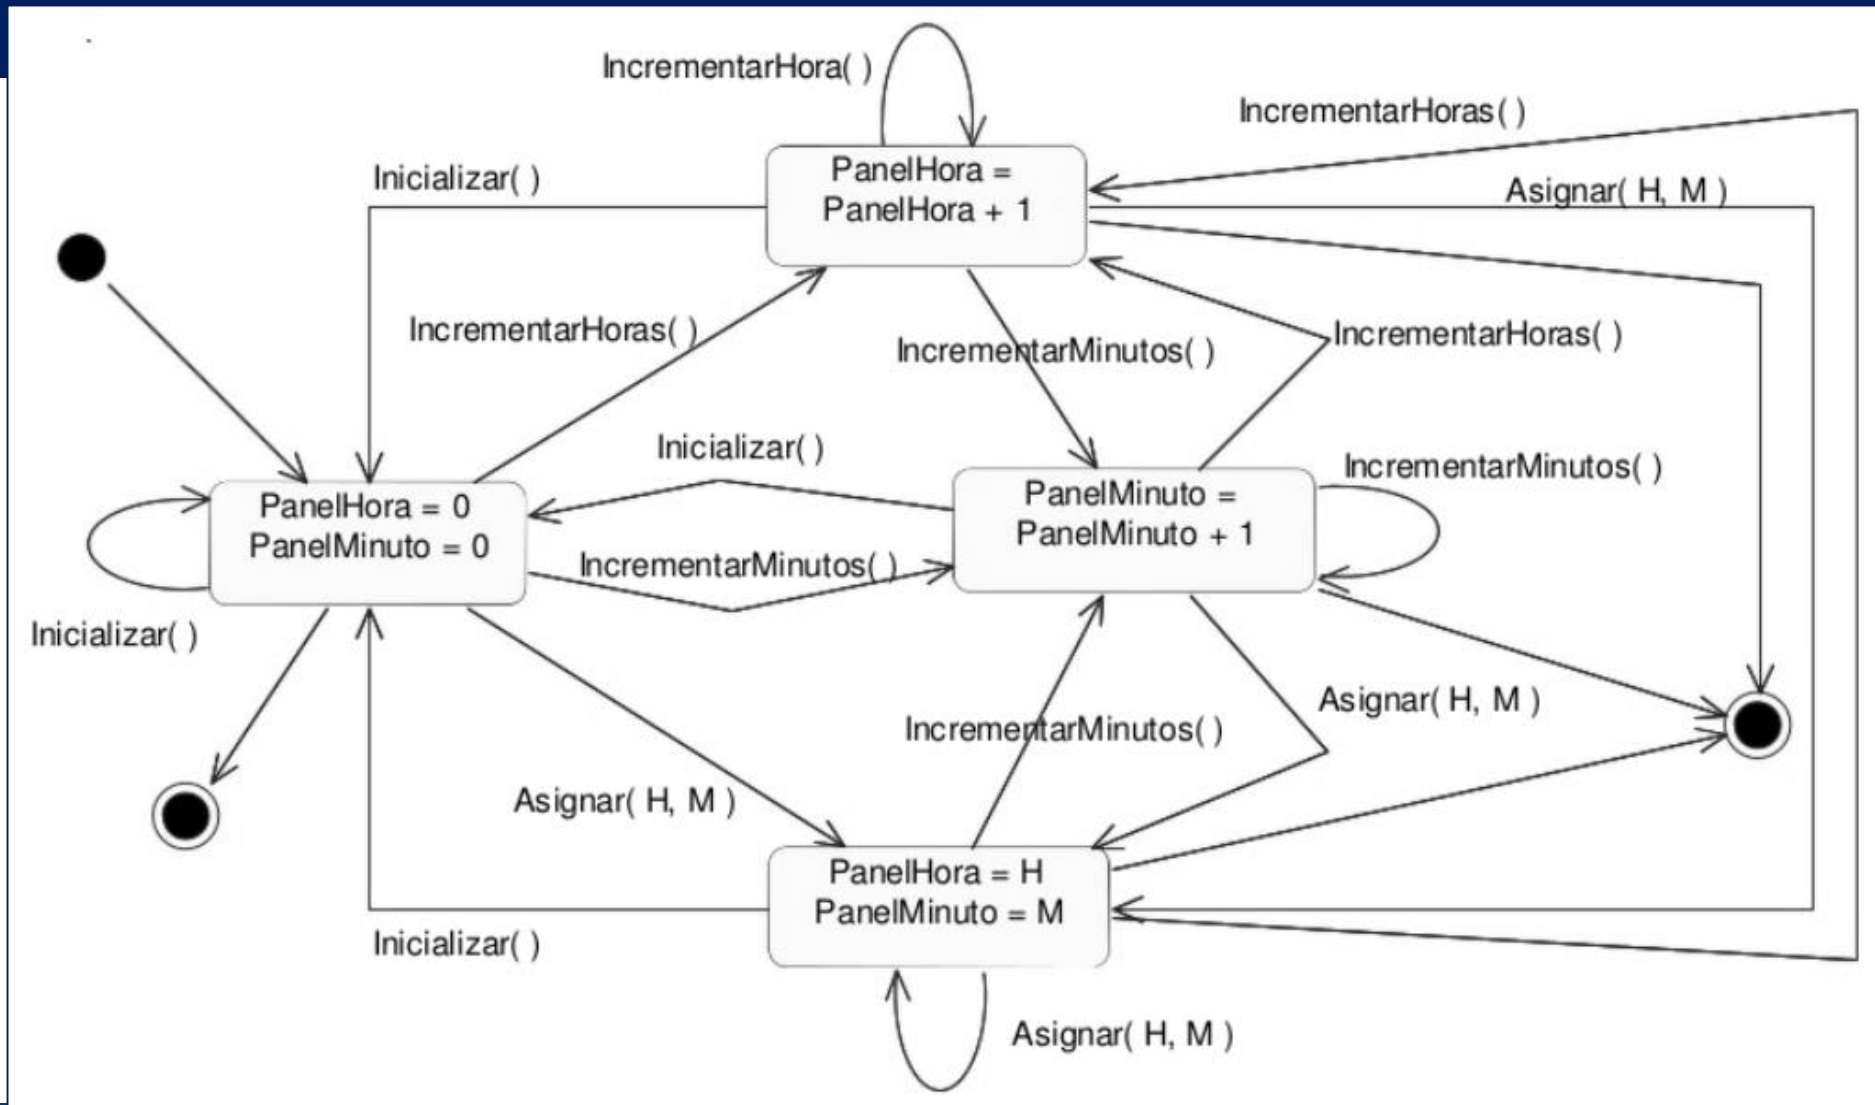 IncrementarHora( )
IncrementarHoras( )
PanelHora =
PanelHora + 1
Inicializar( )
Asignar( H, M )
IncrementarHoras( )
IncrementarMinutos( )
IncrementarHoras( )
Inicializar( )
IncrementarMinutos( )
PanelHora = 0
PanelMinuto = 0
PanelMinuto =
PanelMinuto + 1
IncrementarMinutos( )
Inicializar( )
Asignar( H, M )
IncrementarMinutos( )
Asignar( H, M )
PanelHora = H
PanelMinuto = M
Inicializar( )
Asignar( H, M )